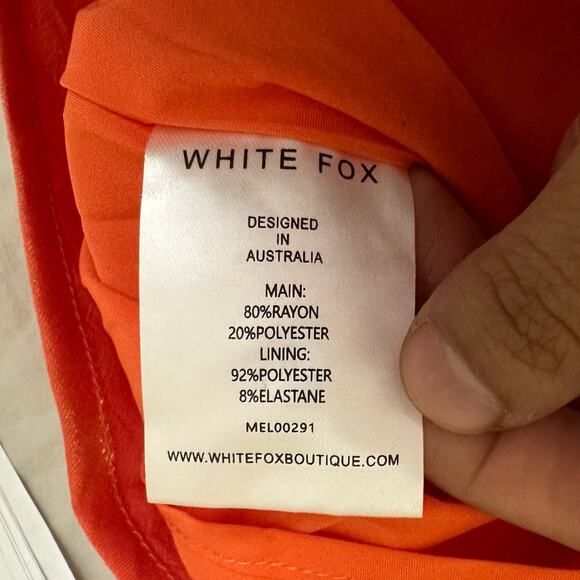 WHITE FOX
DESIGNED
IN
AUSTRALIA
MAIN:
80%RAYON
20%POLYESTER
LINING:
92%POLYESTER
8%ELASTANE
MEL00291
WWW.WHITEFOXBOUTIQUE.COM